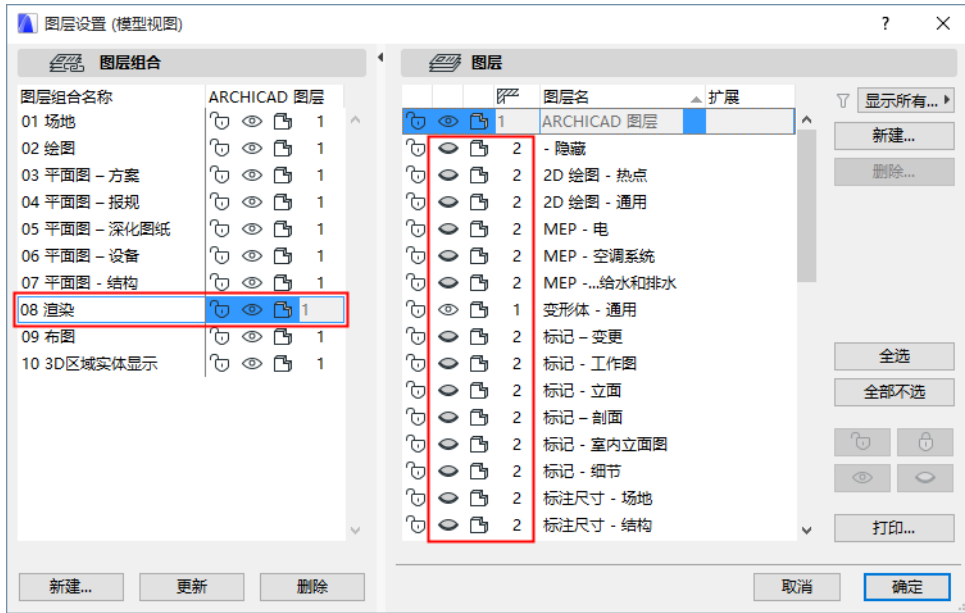 图层设置 (模型视图)
?
图层组合
图层
图层组合名称 ARCHICAD 图层
01 场地 1
02 绘图 1
03 平面图 – 方案 1
04 平面图 – 报规 1
05 平面图 – 深化图纸 1
06 平面图 – 设备 1
07 平面图 - 结构 1
08 渲染 1
09 布图 1
10 3D区域实体显示 1
新建...
更新
删除
图层名 扩展
1 ARCHICAD 图层
2 - 隐藏
2 2D 绘图 - 热点
2 2D 绘图 - 通用
2 MEP - 电
2 MEP - 空调系统
2 MEP -...给水和排水
1 变形体 - 通用
2 标记 – 变更
2 标记 - 工作图
2 标记 - 立面
2 标记 – 剖面
2 标记 - 室内立面图
2 标记 - 细节
2 标注尺寸 - 场地
2 标注尺寸 - 结构
显示所有...
新建...
删除...
全选
全部不选
打印...
取消
确定